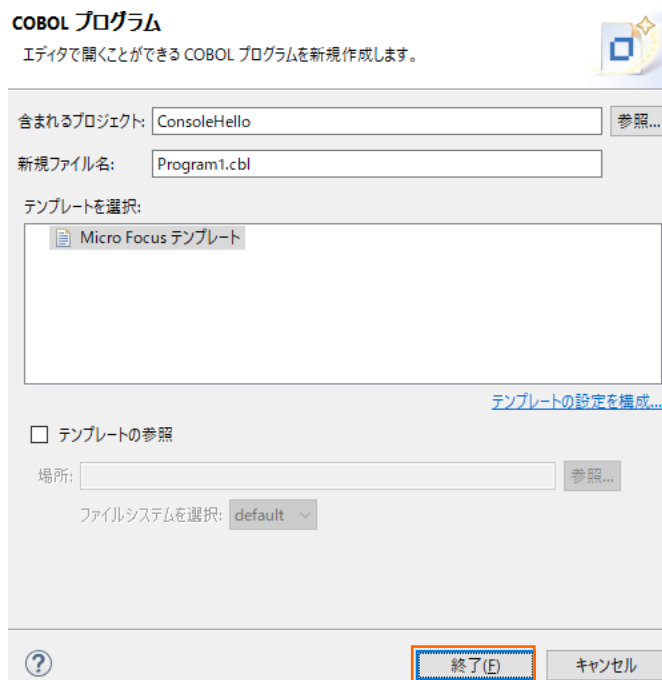 COBOL プログラム
エディタで開くことができる COBOL プログラムを新規作成します。
含まれるプロジェクト: ConsoleHello 参照...
新規ファイル名: Program1.cbl
テンプレートを選択:
Micro Focus テンプレート
テンプレートの設定を構成...
テンプレートの参照
場所: 参照...
ファイルシステムを選択: default
? 終了(F) キャンセル